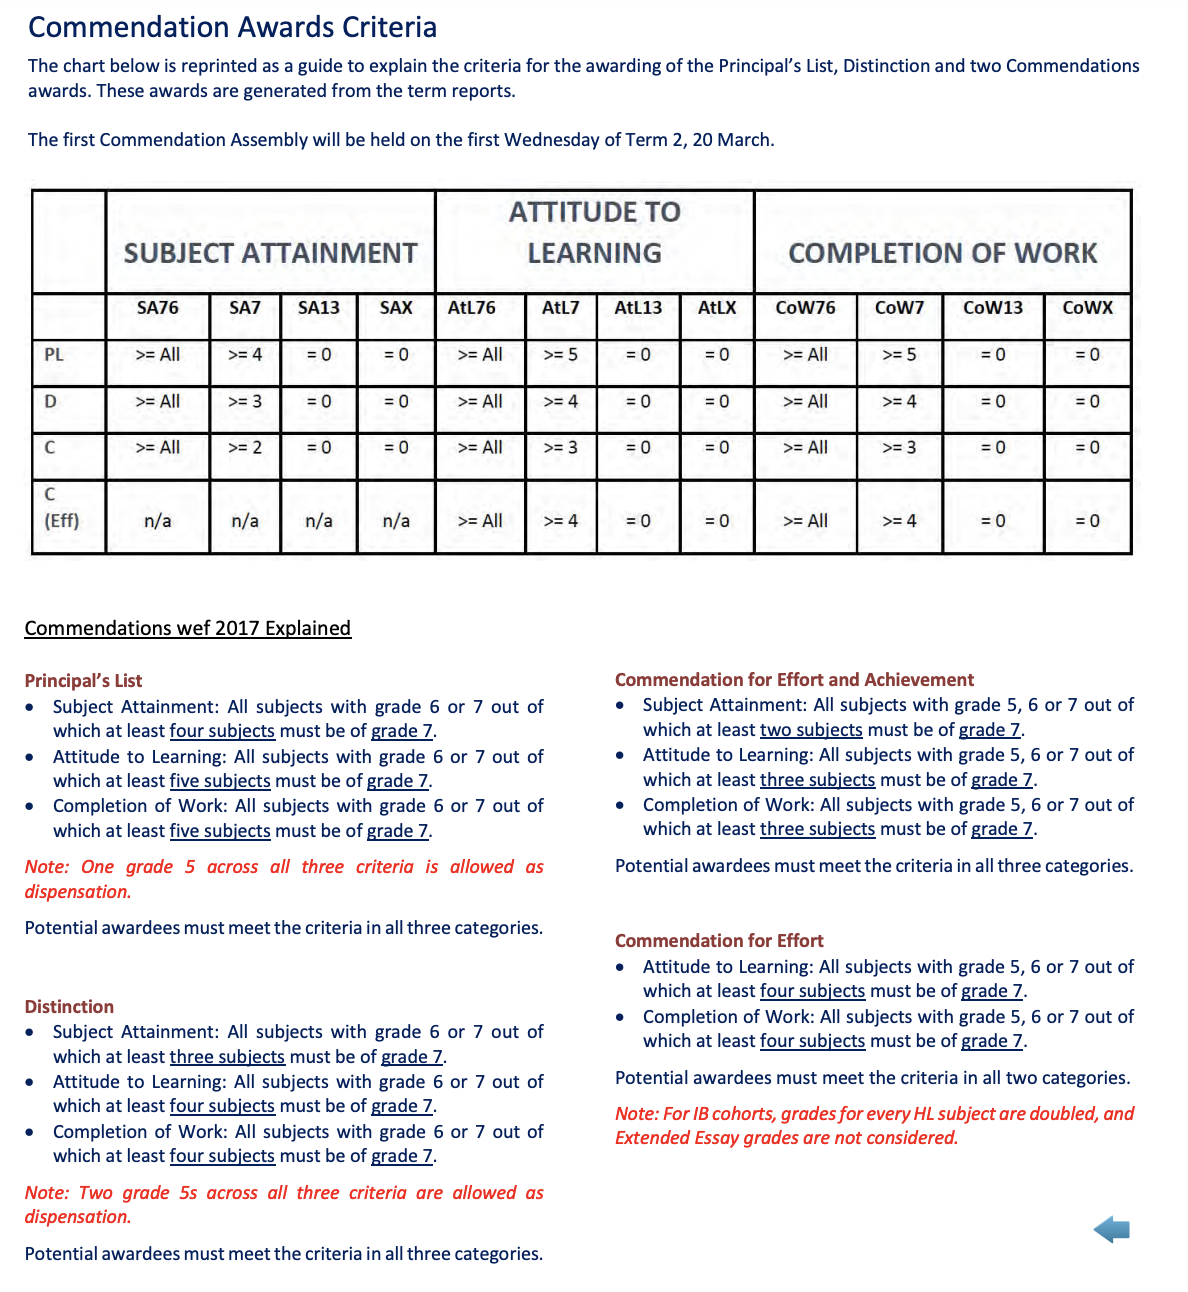 Commendation Awards Criteria
The chart below is reprinted as a guide to explain the criteria for the awarding of the Principal's List, Distinction and two Commendations
awards. These awards are generated from the term reports.
The first Commendation Assembly will be held on the first Wednesday of Term 2, 20 March.
SUBJECT ATTAINMENT ATTITUDE TO LEARNING COMPLETION OF WORK
SA76 SA7 SA13 SAX AtL76 AtL7 AtL13 AtLX CoW76 CoW7 CoW13 CoWX
PL >= All >= 4 = 0 = 0 >= All >= 5 = 0 = 0 >= All >= 5 = 0 = 0
D >= All >= 3 = 0 = 0 >= All >= 4 = 0 = 0 >= All >= 4 = 0 = 0
C >= All >= 2 = 0 = 0 >= All >= 3 = 0 = 0 >= All >= 3 = 0 = 0
C (Eff) n/a n/a n/a n/a >= All >= 4 = 0 = 0 >= All >= 4 = 0 = 0
Commendations wef 2017 Explained
Principal's List
• Subject Attainment: All subjects with grade 6 or 7 out of
which at least four subjects must be of grade 7.
• Attitude to Learning: All subjects with grade 6 or 7 out of
which at least five subjects must be of grade 7.
• Completion of Work: All subjects with grade 6 or 7 out of
which at least five subjects must be of grade 7.
Note: One grade 5 across all three criteria is allowed as
dispensation.
Potential awardees must meet the criteria in all three categories.
Distinction
• Subject Attainment: All subjects with grade 6 or 7 out of
which at least three subjects must be of grade 7.
• Attitude to Learning: All subjects with grade 6 or 7 out of
which at least four subjects must be of grade 7.
• Completion of Work: All subjects with grade 6 or 7 out of
which at least four subjects must be of grade 7.
Note: Two grade 5s across all three criteria are allowed as
dispensation.
Potential awardees must meet the criteria in all three categories.
Commendation for Effort and Achievement
• Subject Attainment: All subjects with grade 5, 6 or 7 out of
which at least two subjects must be of grade 7.
• Attitude to Learning: All subjects with grade 5, 6 or 7 out of
which at least three subjects must be of grade 7.
• Completion of Work: All subjects with grade 5, 6 or 7 out of
which at least three subjects must be of grade 7.
Potential awardees must meet the criteria in all three categories.
Commendation for Effort
• Attitude to Learning: All subjects with grade 5, 6 or 7 out of
which at least four subjects must be of grade 7.
• Completion of Work: All subjects with grade 5, 6 or 7 out of
which at least four subjects must be of grade 7.
Potential awardees must meet the criteria in all two categories.
Note: For IB cohorts, grades for every HL subject are doubled, and
Extended Essay grades are not considered.